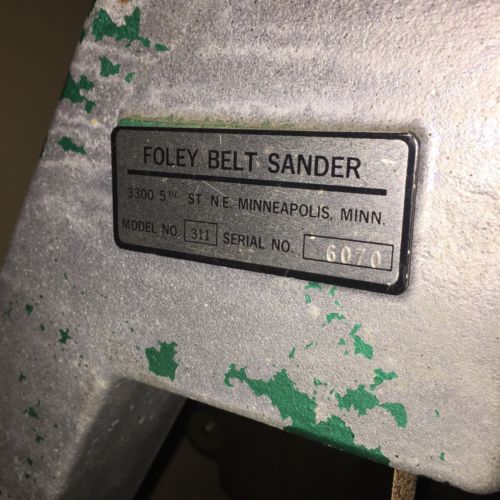 FOLEY BELT SANDER
3300 5TH ST. N.E. MINNEAPOLIS, MINN.
MODEL NO. 311 SERIAL NO. 6070